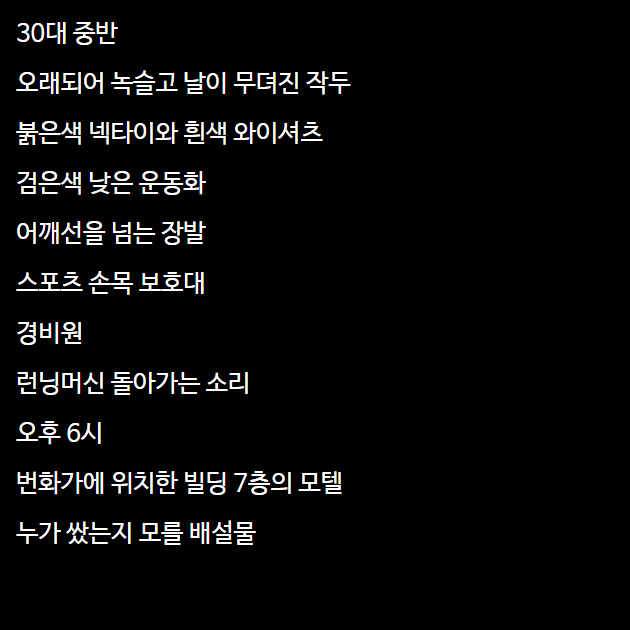 30대 중반
오래되어 녹슬고 날이 무뎌진 작두
붉은색 넥타이와 흰색 와이셔츠
검은색 낮은 운동화
어깨선을 넘는 장발
스포츠 손목 보호대
경비원
런닝머신 돌아가는 소리
오후 6시
번화가에 위치한 빌딩 7층의 모텔
누가 쌌는지 모를 배설물